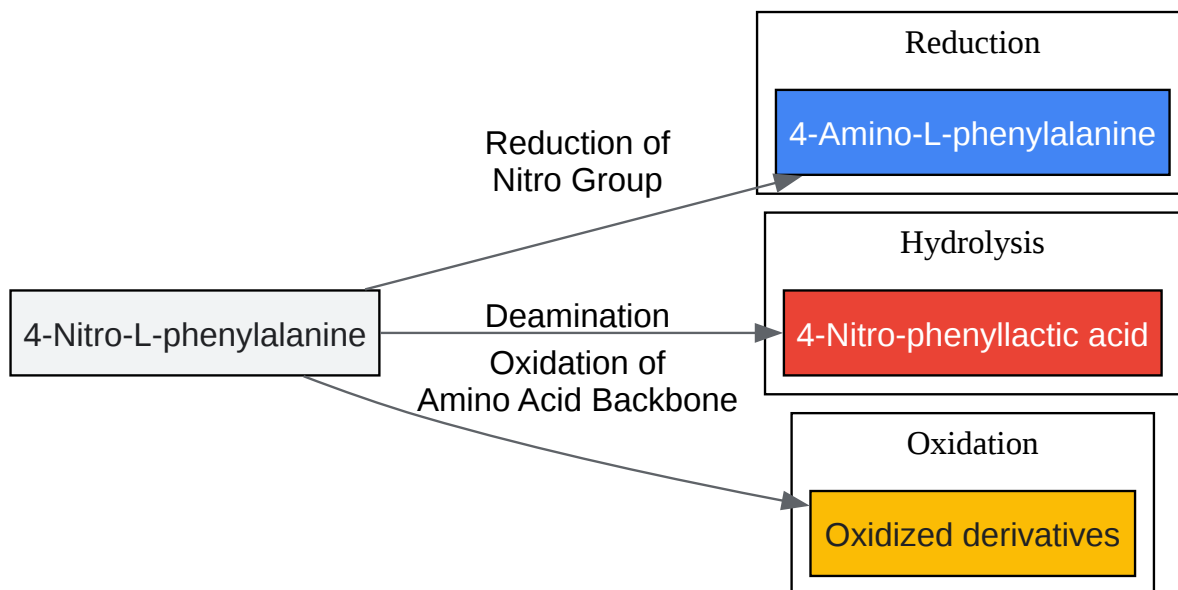 Reduction
4-Amino-L-phenylalanine
Reduction of
Nitro Group
Hydrolysis
4-Nitro-L-phenylalanine
Deamination
4-Nitro-phenyllactic acid
Oxidation of
Amino Acid Backbone
Oxidation
Oxidized derivatives